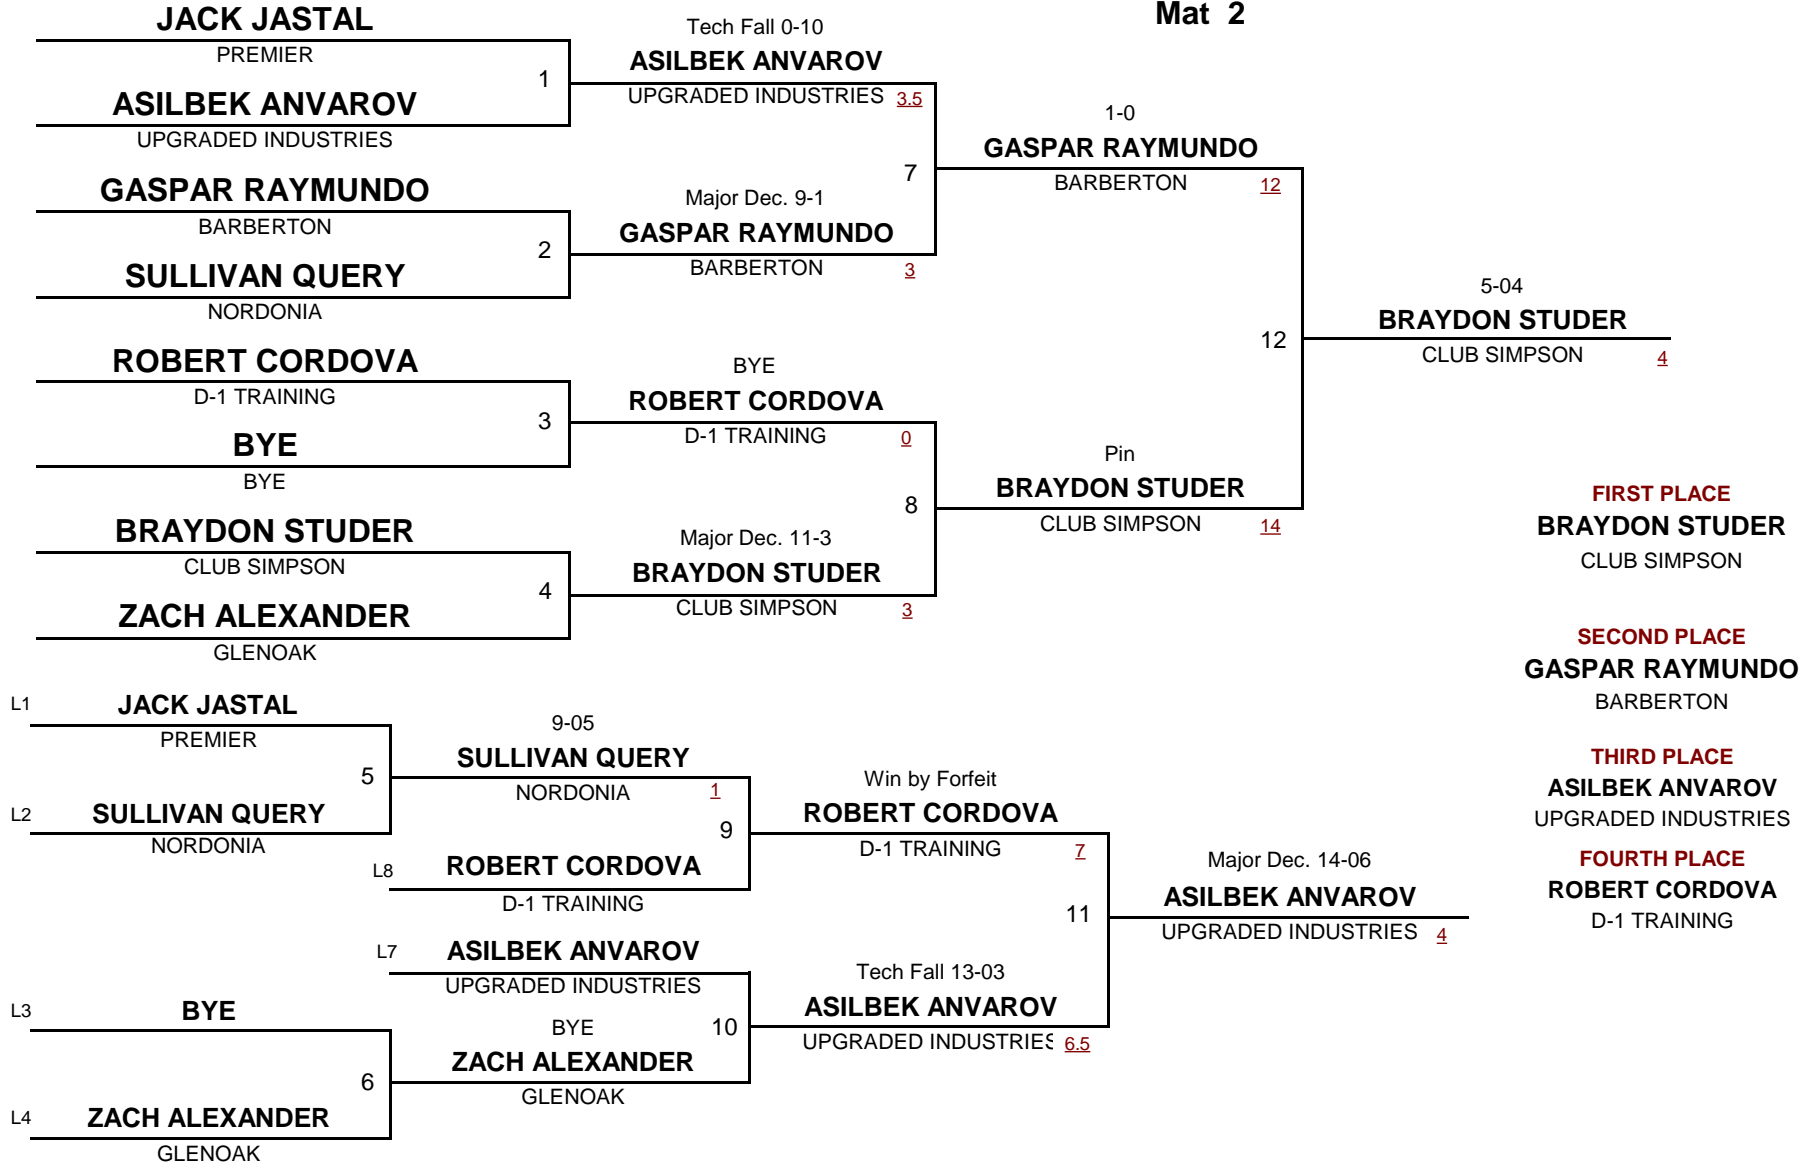 Mat 2
JACK JASTAL
PREMIER
1
ASILBEK ANVAROV
UPGRADED INDUSTRIES
GASPAR RAYMUNDO
BARBERTON
2
SULLIVAN QUERY
NORDONIA
ROBERT CORDOVA
D-1 TRAINING
3
BYE
BYE
BRAYDON STUDER
CLUB SIMPSON
4
ZACH ALEXANDER
GLENOAK
Tech Fall 0-10
ASILBEK ANVAROV
UPGRADED INDUSTRIES 3.5
7
Major Dec. 9-1
GASPAR RAYMUNDO
BARBERTON 3
BYE
ROBERT CORDOVA
D-1 TRAINING 0
8
Major Dec. 11-3
BRAYDON STUDER
CLUB SIMPSON 3
1-0
GASPAR RAYMUNDO
BARBERTON 12
12
Pin
BRAYDON STUDER
CLUB SIMPSON 14
5-04
BRAYDON STUDER
CLUB SIMPSON 4
FIRST PLACE
BRAYDON STUDER
CLUB SIMPSON
SECOND PLACE
GASPAR RAYMUNDO
BARBERTON
THIRD PLACE
ASILBEK ANVAROV
UPGRADED INDUSTRIES
FOURTH PLACE
ROBERT CORDOVA
D-1 TRAINING
L1 JACK JASTAL
PREMIER
5
L2 SULLIVAN QUERY
NORDONIA
L3 BYE
6
L4 ZACH ALEXANDER
GLENOAK
9-05
SULLIVAN QUERY
NORDONIA 1
9
L8 ROBERT CORDOVA
D-1 TRAINING
L7 ASILBEK ANVAROV
UPGRADED INDUSTRIES
10
BYE
ZACH ALEXANDER
GLENOAK
Win by Forfeit
ROBERT CORDOVA
D-1 TRAINING 7
11
Tech Fall 13-03
ASILBEK ANVAROV
UPGRADED INDUSTRIES 6.5
Major Dec. 14-06
ASILBEK ANVAROV
UPGRADED INDUSTRIES 4